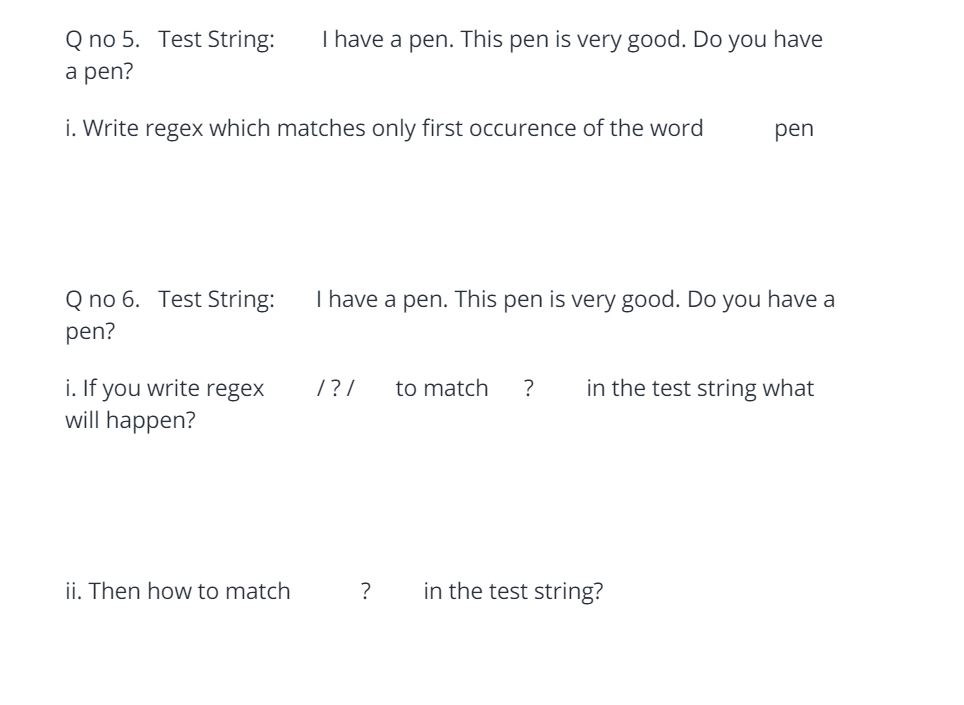 Q no 5. Test String: I have a pen. This pen is very good. Do you have
a pen?
i. Write regex which matches only first occurence of the word pen
Q no 6. Test String: I have a pen. This pen is very good. Do you have a
pen?
i. If you write regex / ? / to match ? in the test string what
will happen?
ii. Then how to match ? in the test string?